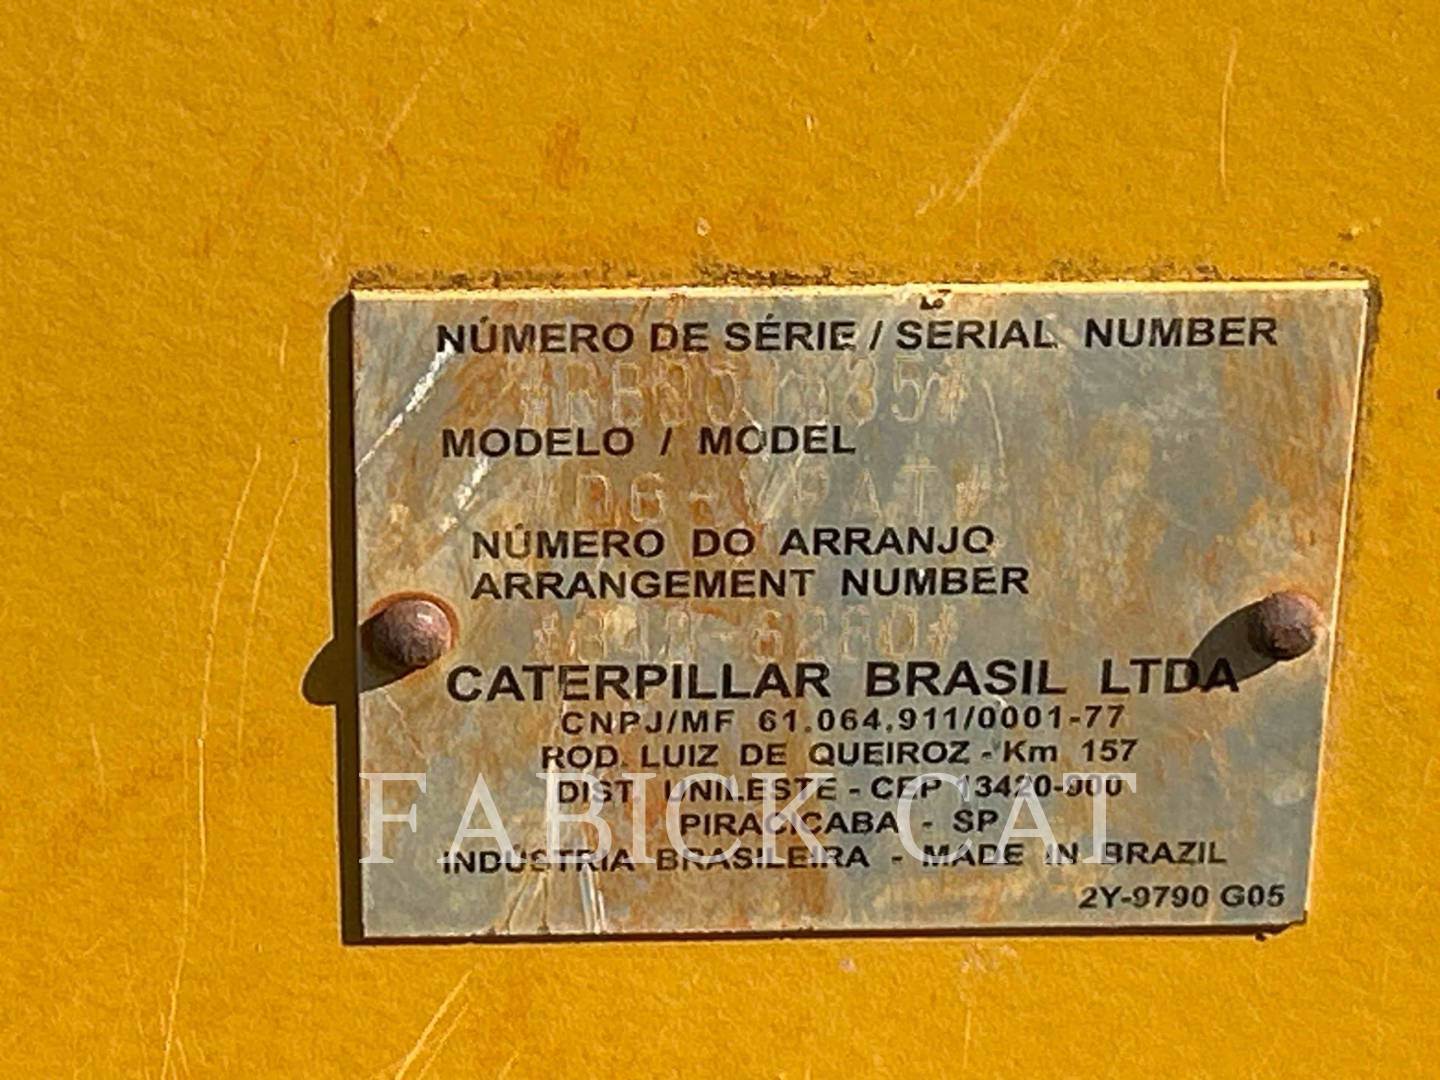 NÚMERO DE SÉRIE / SERIAL NUMBER
MODELO / MODEL
NÚMERO DO ARRANJO
ARRANGEMENT NUMBER
CATERPILLAR BRASIL LTDA
CNPJ/MF 61.064.911/0001-77
ROD. LUIZ DE QUEIROZ - Km 157
DIST. UNILESTE - CEP 13420-900
PIRACICABA - SP
INDÚSTRIA BRASILEIRA - MADE IN BRAZIL
2Y-9790 G05
FABICK CAT